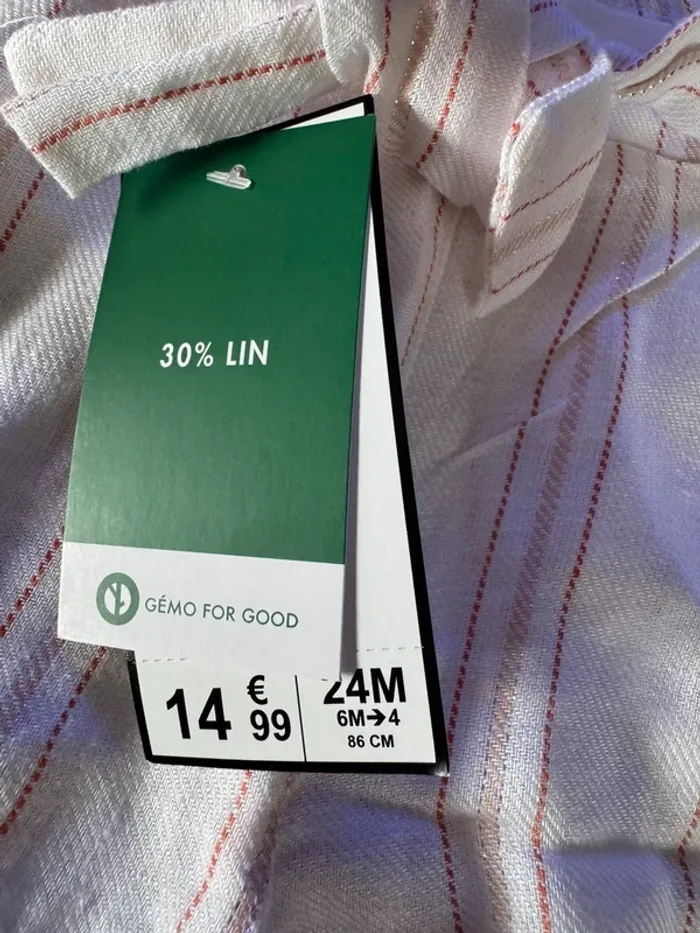 30% LIN
GÉMO FOR GOOD
14 €99
24M
6M➔4
86 CM